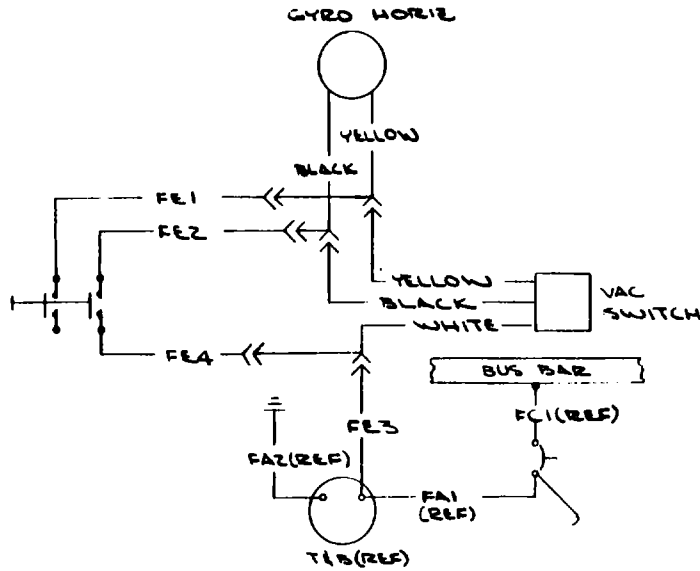 GYRO HORIZ
YELLOW
BLACK
FE1
FE2
YELLOW
BLACK
VAC
SWITCH
WHITE
FE4
BUS BAR
FC1(REF)
FE3
FA2(REF)
FA1
(REF)
T&B(REF)